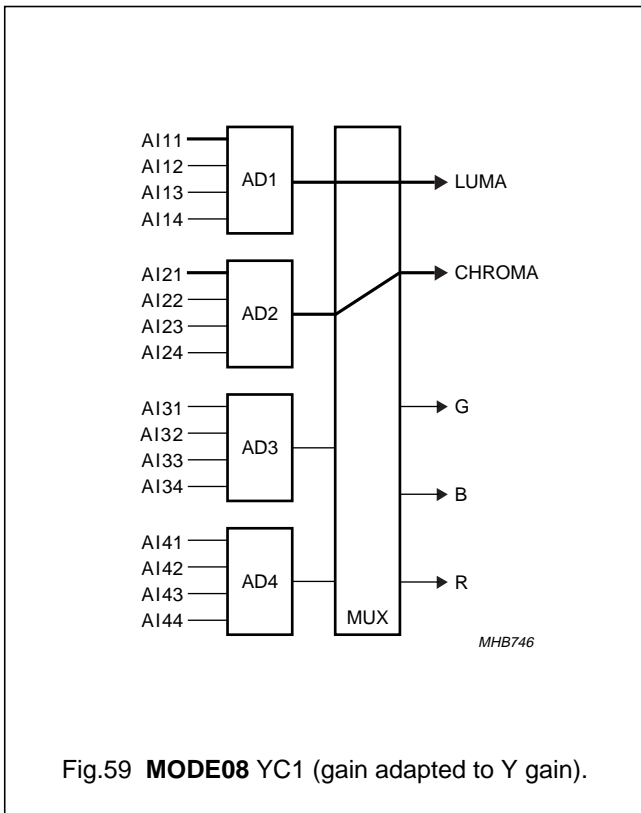 AI11
AI12
AI13
AI14
AD1
LUMA
AI21
AI22
AI23
AI24
AD2
CHROMA
AI31
AI32
AI33
AI34
AD3
G
B
AI41
AI42
AI43
AI44
AD4
R
MUX
MHB746
Fig.59 MODE08 YC1 (gain adapted to Y gain).